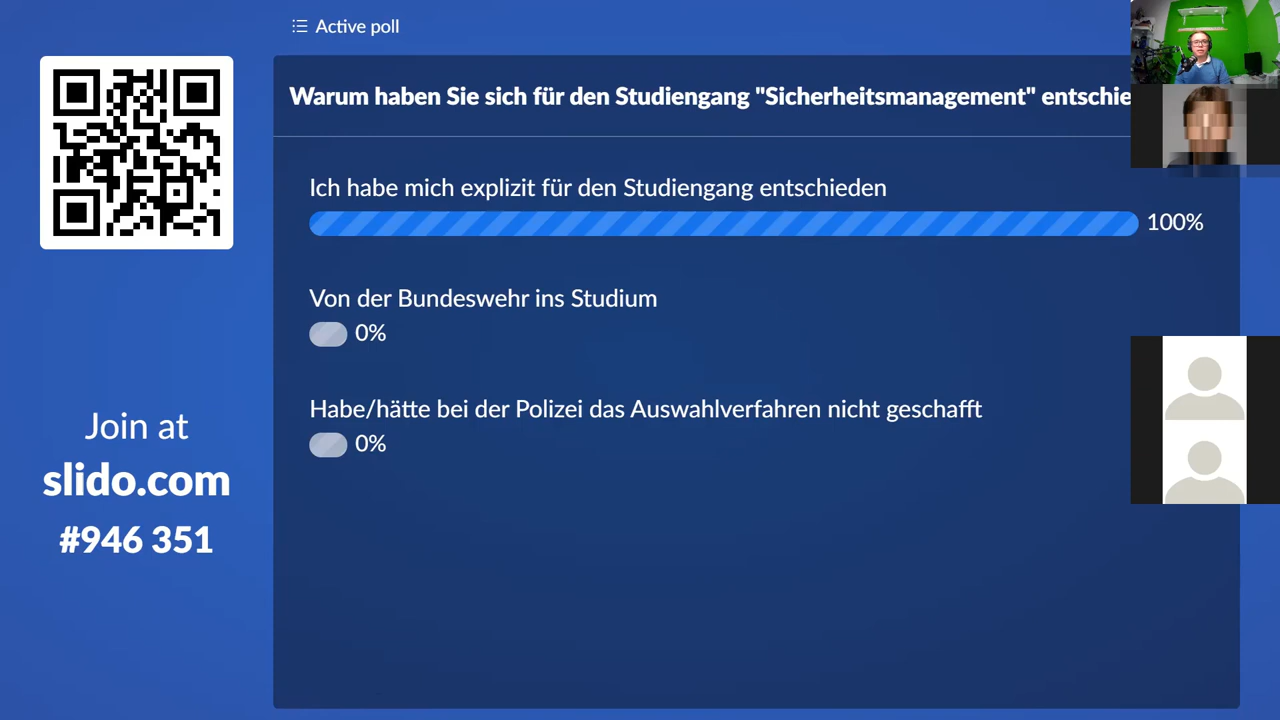 Active poll
Warum haben Sie sich für den Studiengang "Sicherheitsmanagement" entschie
Ich habe mich explizit für den Studiengang entschieden
100%
Von der Bundeswehr ins Studium
0%
Habe/hätte bei der Polizei das Auswahlverfahren nicht geschafft
0%
Join at
slido.com
#946 351